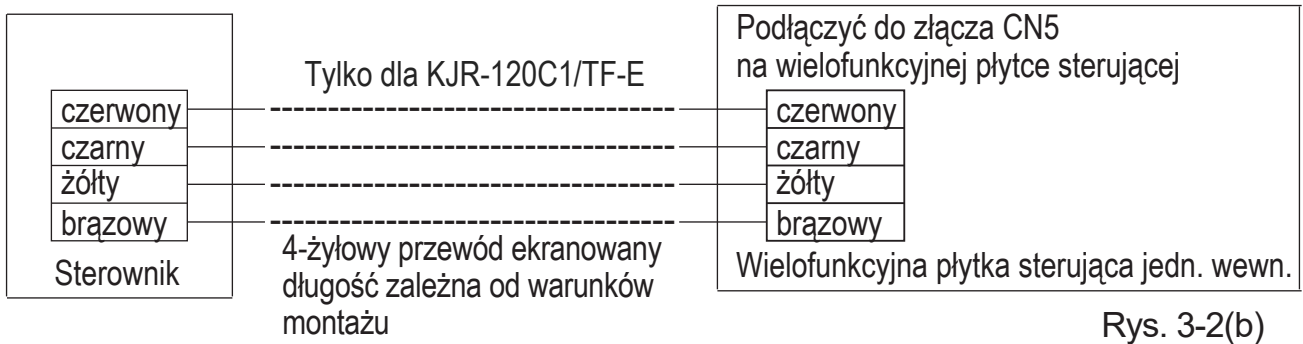 Podłączyć do złącza CN5
na wielofunkcyjnej płytce sterującej
Tylko dla KJR-120C1/TF-E
czerwony
czarny
żółty
brązowy
Sterownik
czerwony
czarny
żółty
brązowy
4-żyłowy przewód ekranowany
długość zależna od warunków
montażu
Wielofunkcyjna płytka sterująca jedn. wewn.
Rys. 3-2(b)